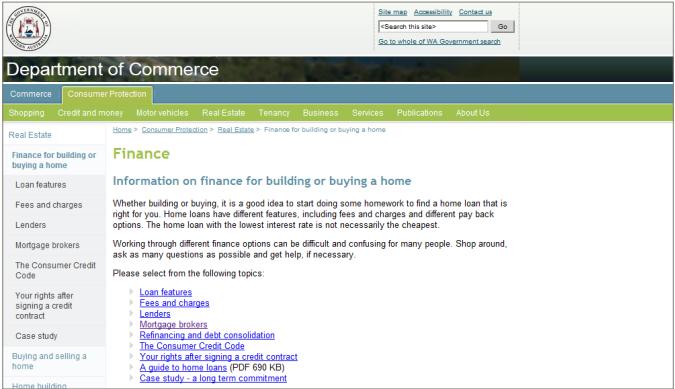 THE GOVERNMENT OF
WESTERN AUSTRALIA
Site map Accessibility Contact us
<Search this site> Go
Go to whole of WA Government search
Department of Commerce
Commerce Consumer Protection
Shopping Credit and money Motor vehicles Real Estate Tenancy Business Services Publications About Us
Home > Consumer Protection > Real Estate > Finance for building or buying a home
Real Estate
Finance for building or
buying a home
Loan features
Fees and charges
Lenders
Mortgage brokers
The Consumer Credit
Code
Your rights after
signing a credit
contract
Case study
Buying and selling a
home
Home building
Finance
Information on finance for building or buying a home
Whether building or buying, it is a good idea to start doing some homework to find a home loan that is
right for you. Home loans have different features, including fees and charges and different pay back
options. The home loan with the lowest interest rate is not necessarily the cheapest.
Working through different finance options can be difficult and confusing for many people. Shop around,
ask as many questions as possible and get help, if necessary.
Please select from the following topics:
Loan features
Fees and charges
Lenders
Mortgage brokers
Refinancing and debt consolidation
The Consumer Credit Code
Your rights after signing a credit contract
A guide to home loans (PDF 690 KB)
Case study - a long term commitment